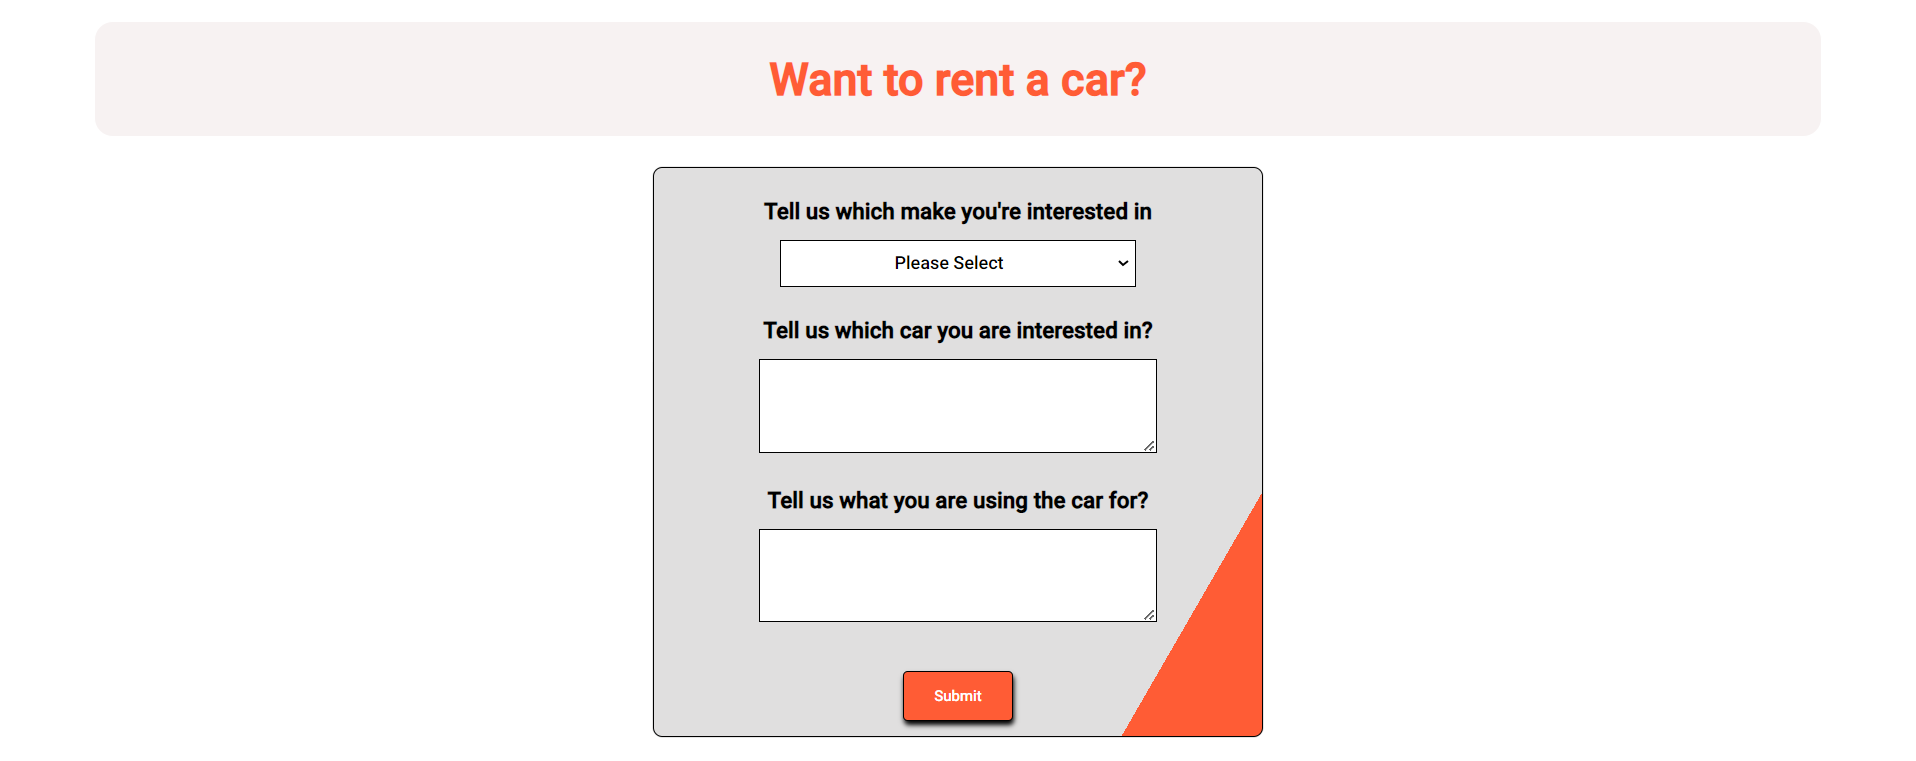 Want to rent a car?
Tell us which make you're interested in
Please Select
Tell us which car you are interested in?
Tell us what you are using the car for?
Submit